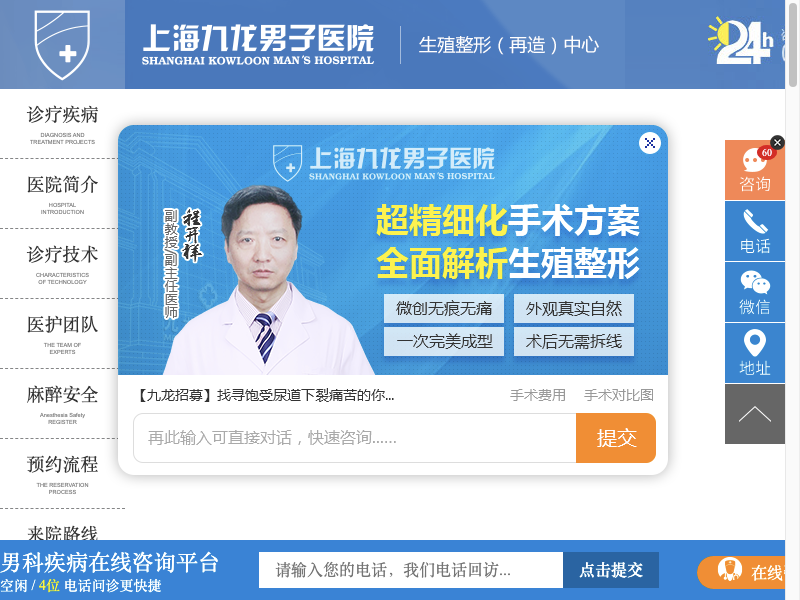 上海九龙男子医院
SHANGHAI KOWLOON MAN'S HOSPITAL
生殖整形（再造）中心
24h
诊疗疾病
DIAGNOSIS AND
TREATMENT PROJECTS
医院简介
HOSPITAL
INTRODUCTION
诊疗技术
CHARACTERISTICS
OF TECHNOLOGY
医护团队
THE TEAM OF
EXPERTS
麻醉安全
Anesthesia Safety
REGISTER
预约流程
THE RESERVATION
PROCESS
来院路线
上海九龙男子医院
SHANGHAI KOWLOON MAN'S HOSPITAL
程开祥
副教授/副主任医师
超精细化手术方案
全面解析生殖整形
微创无痕无痛
外观真实自然
一次完美成型
术后无需拆线
【九龙招募】找寻饱受尿道下裂痛苦的你...
手术费用
手术对比图
再此输入可直接对话，快速咨询......
提交
60
咨询
电话
微信
地址
男科疾病在线咨询平台
空闲 / 4位 电话问诊更快捷
请输入您的电话，我们电话回访...
点击提交
在线